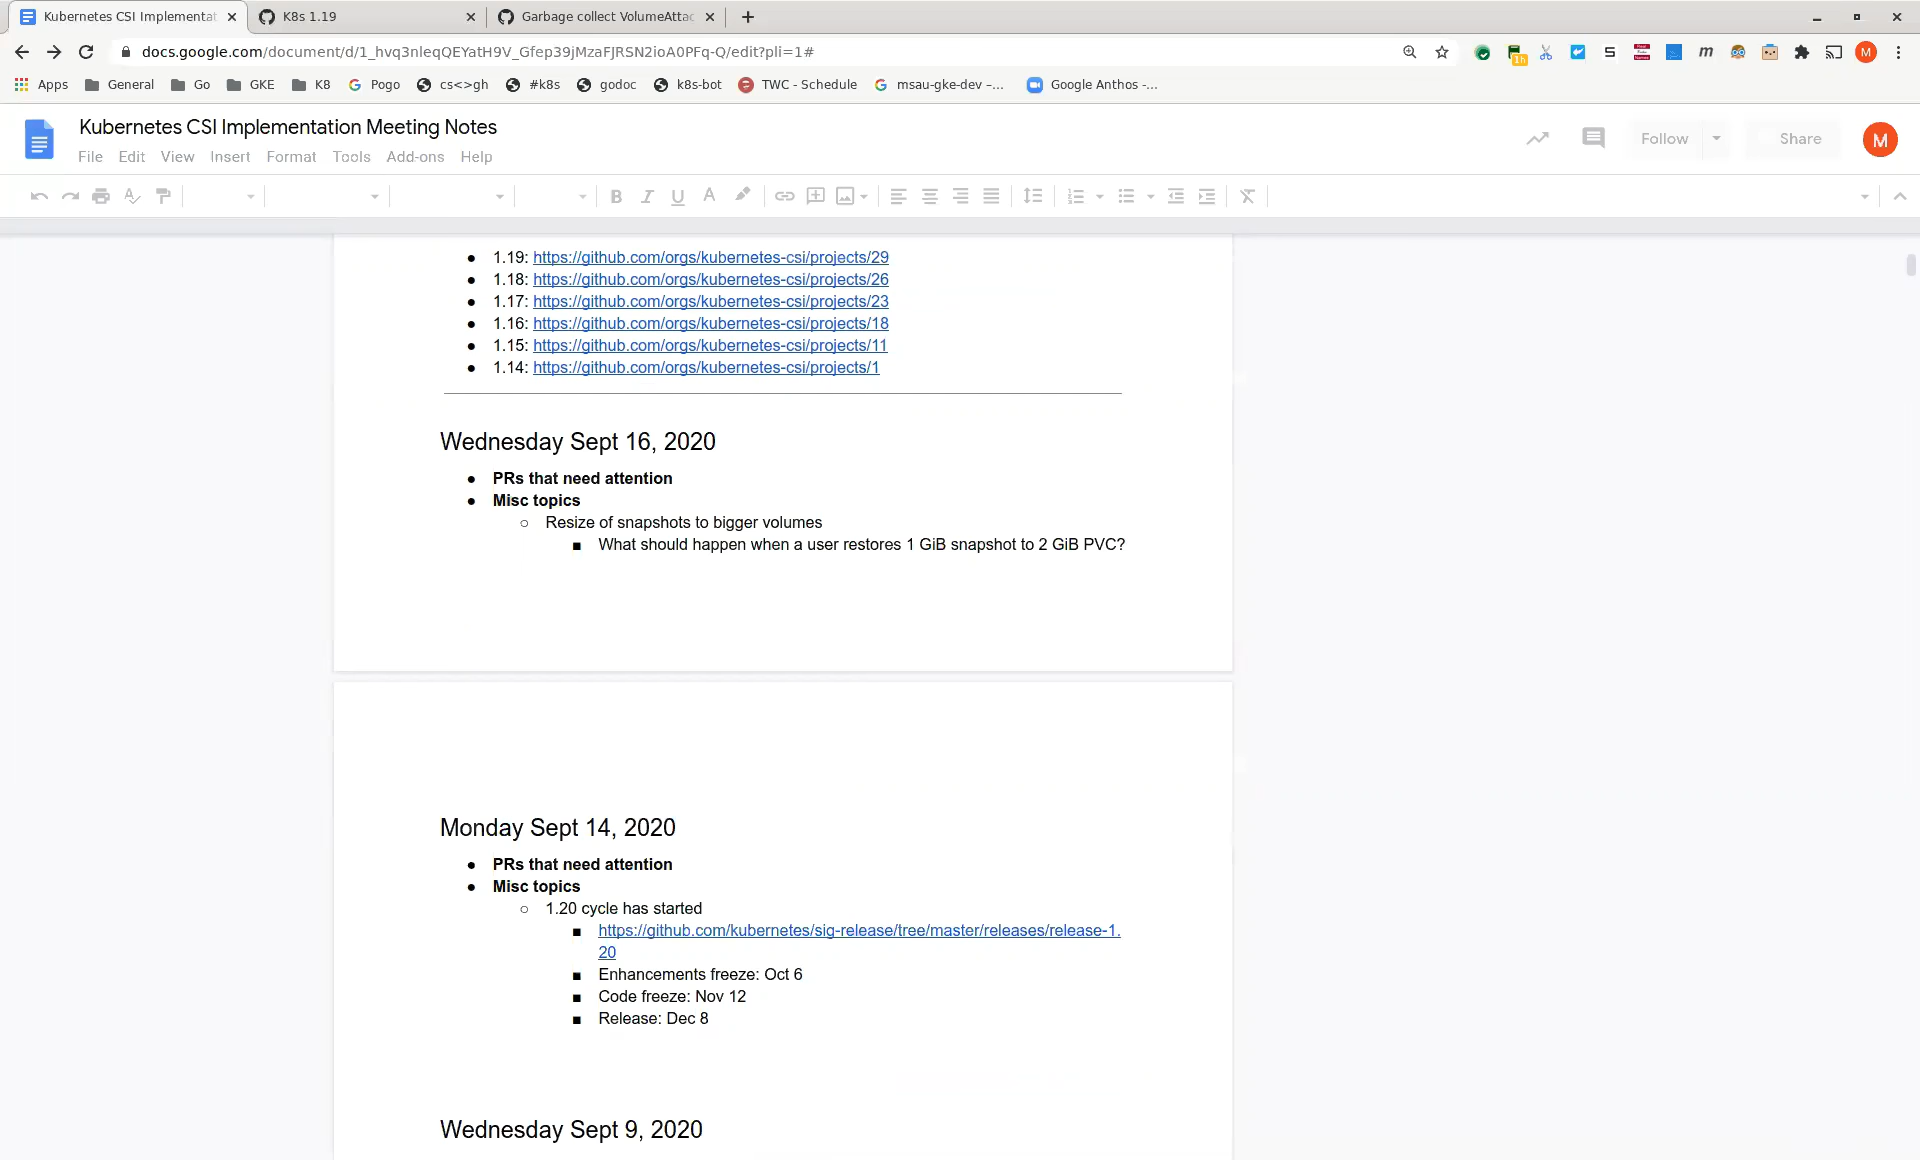 Kubernetes CSI Implementat
K8s 1.19
Garbage collect VolumeAttac
docs.google.com/document/d/1_hvq3nleqQEYatH9V_Gfep39jMzaFJRSN2ioA0PFq-Q/edit?pli=1#
1h
S
m
M
Apps
General
Go
GKE
K8
Pogo
cs<>gh
#k8s
godoc
k8s-bot
TWC - Schedule
msau-gke-dev –...
Google Anthos -...
Kubernetes CSI Implementation Meeting Notes
File Edit View Insert Format Tools Add-ons Help
Follow
Share
M
B I U A
● 1.19: https://github.com/orgs/kubernetes-csi/projects/29
● 1.18: https://github.com/orgs/kubernetes-csi/projects/26
● 1.17: https://github.com/orgs/kubernetes-csi/projects/23
● 1.16: https://github.com/orgs/kubernetes-csi/projects/18
● 1.15: https://github.com/orgs/kubernetes-csi/projects/11
● 1.14: https://github.com/orgs/kubernetes-csi/projects/1
Wednesday Sept 16, 2020
● PRs that need attention
● Misc topics
○ Resize of snapshots to bigger volumes
■ What should happen when a user restores 1 GiB snapshot to 2 GiB PVC?
Monday Sept 14, 2020
● PRs that need attention
● Misc topics
○ 1.20 cycle has started
■ https://github.com/kubernetes/sig-release/tree/master/releases/release-1.
20
■ Enhancements freeze: Oct 6
■ Code freeze: Nov 12
■ Release: Dec 8
Wednesday Sept 9, 2020